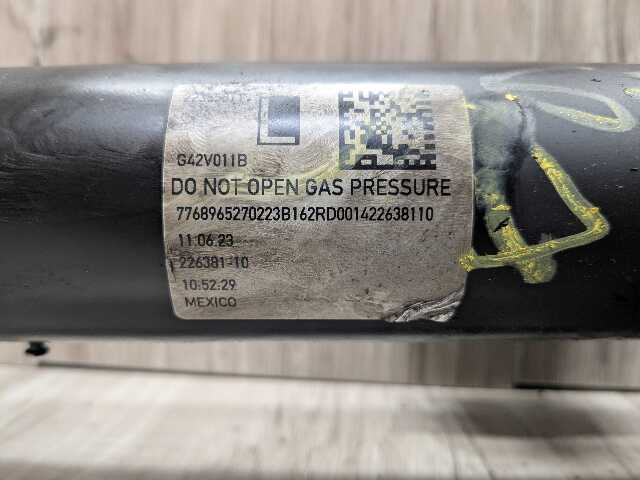 L
G42V011B
DO NOT OPEN GAS PRESSURE
7768965270223B162RD001422638110
11.06.23
226381-10
10:52:29
MEXICO